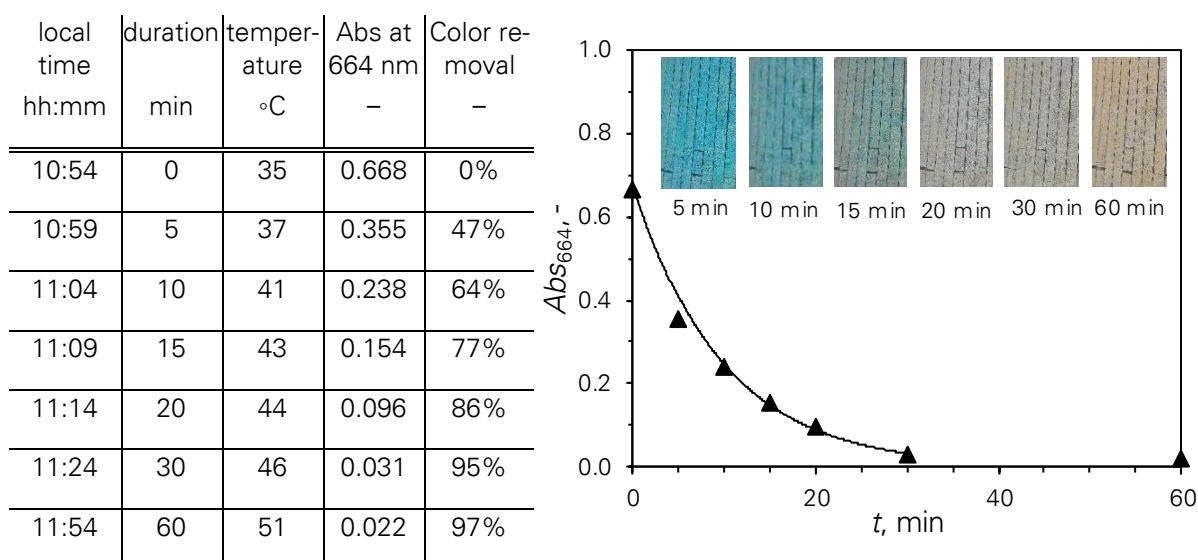 local duration temper- Abs at Color re-
time ature 664 nm moval
hh:mm min ◦C – –
10:54 0 35 0.668 0%
10:59 5 37 0.355 47%
11:04 10 41 0.238 64%
11:09 15 43 0.154 77%
11:14 20 44 0.096 86%
11:24 30 46 0.031 95%
11:54 60 51 0.022 97%
1.0
0.8
0.6
0.4
0.2
0.0
Abs664, -
5 min 10 min 15 min 20 min 30 min 60 min
0 20 40 60
t, min